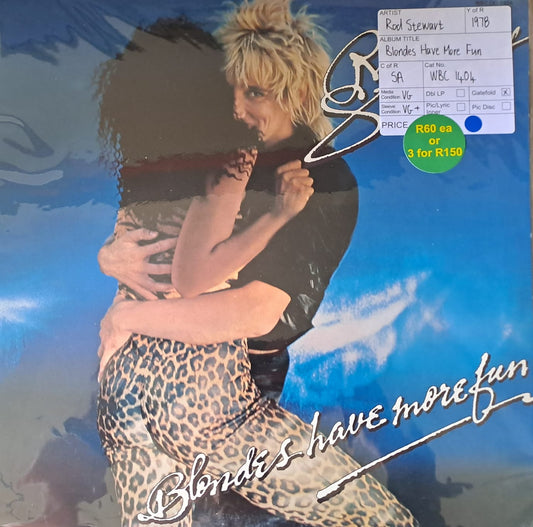 ARTIST
Y of R
Rod Stewart
1978
ALBUM TITLE
Blondes Have More Fun
C of R
Cat No.
SA
WBC 1404
Media Condition VG
Dbl LP
Gatefold X
Sleeve Condition VG+
Pic/Lyric Inner
Pic Disc
PRICE
R60 ea
or
3 for R150
Blondes have more fun